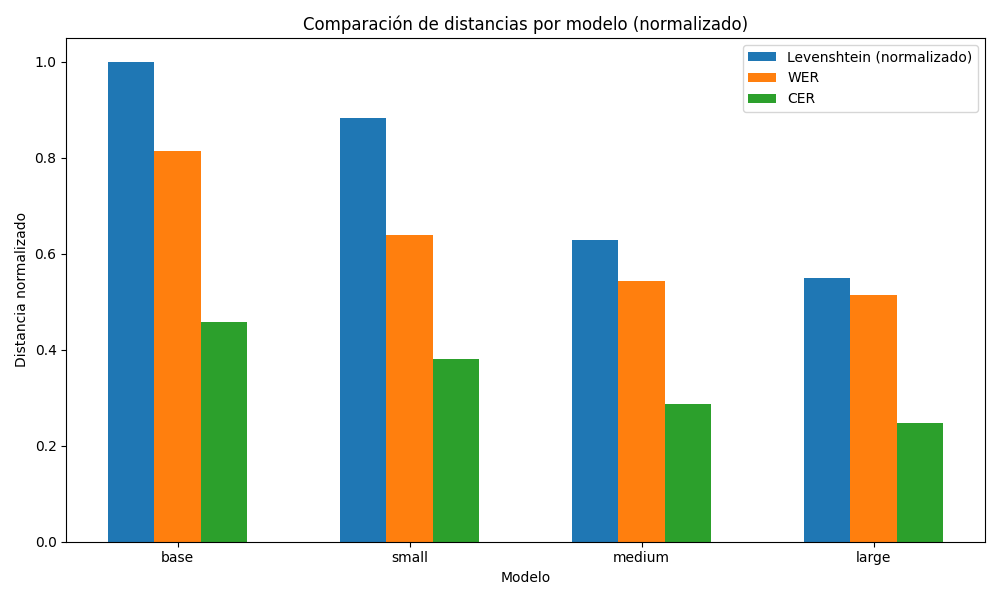 Comparación de distancias por modelo (normalizado)
Levenshtein (normalizado)
WER
CER
Distancia normalizado
1.0
0.8
0.6
0.4
0.2
0.0
base
small
medium
large
Modelo